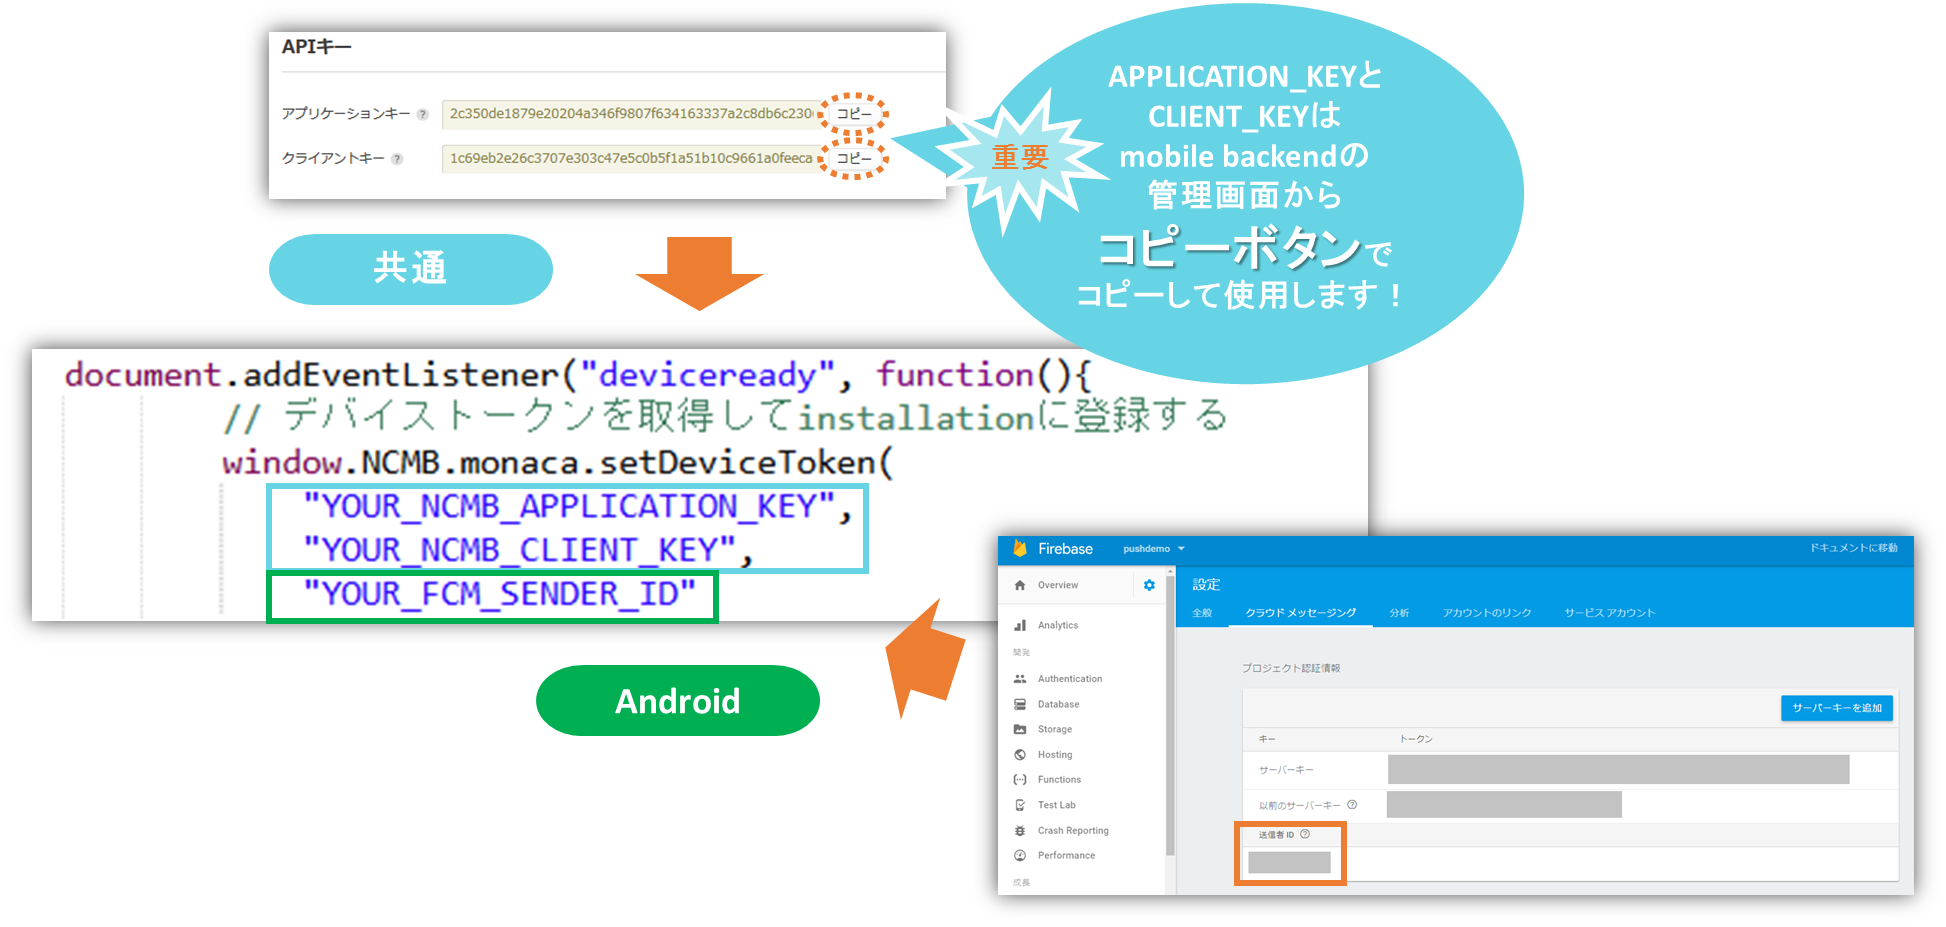 APIキー
アプリケーションキー ?
2c350de1879e20204a346f9807f634163337a2c8db6c230
コピー
クライアントキー ?
1c69eb2e26c3707e303c47e5c0b5f1a51b10c9661a0feeca
コピー
重要
APPLICATION_KEYと
CLIENT_KEYは
mobile backendの
管理画面から
コピーボタンで
コピーして使用します！
共通
document.addEventListener("deviceready", function(){
// デバイストークンを取得してinstallationに登録する
window.NCMB.monaca.setDeviceToken(
"YOUR_NCMB_APPLICATION_KEY",
"YOUR_NCMB_CLIENT_KEY",
"YOUR_FCM_SENDER_ID"
Android
Firebase pushdemo ドキュメントに移動
Overview
Analytics
開発
Authentication
Database
Storage
Hosting
Functions
Test Lab
Crash Reporting
Performance
成長
設定
全般 クラウド メッセージング 分析 アカウントのリンク サービス アカウント
プロジェクト認証情報
サーバーキーを追加
キー トークン
サーバーキー
以前のサーバーキー ?
送信者 ID ?